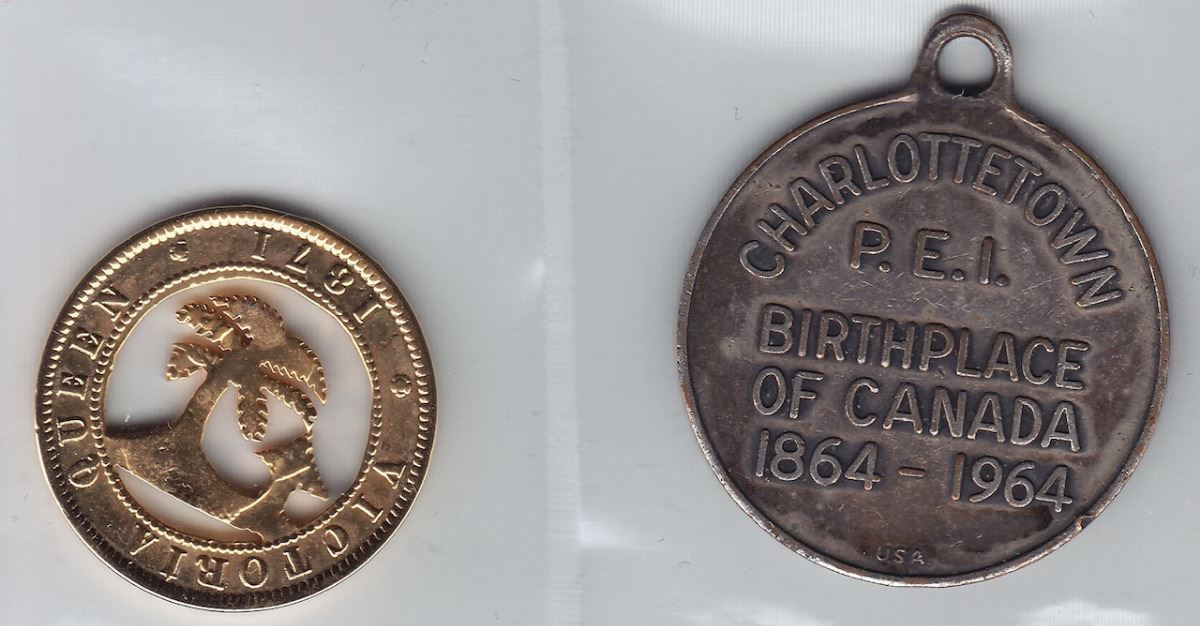 VICTORIA QUEEN
1871
CHARLOTTETOWN
P.E.I.
BIRTHPLACE
OF CANADA
1864 - 1964
USA